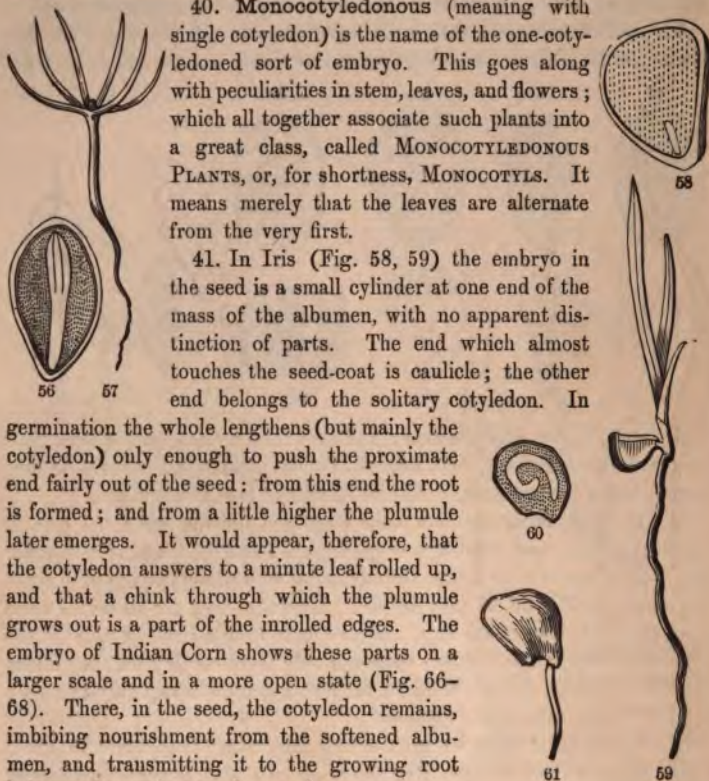 40. Monocotyledonous (meaning with
single cotyledon) is the name of the one-coty-
ledoned sort of embryo. This goes along
with peculiarities in stem, leaves, and flowers;
which all together associate such plants into
a great class, called MONOCOTYLEDONOUS
PLANTS, or, for shortness, MONOCOTYLS. It
means merely that the leaves are alternate
from the very first.
58
41. In Iris (Fig. 58, 59) the embryo in
the seed is a small cylinder at one end of the
mass of the albumen, with no apparent dis-
tinction of parts. The end which almost
touches the seed-coat is caulicle; the other
end belongs to the solitary cotyledon. In
56 57
germination the whole lengthens (but mainly the
cotyledon) only enough to push the proximate
end fairly out of the seed: from this end the root
is formed; and from a little higher the plumule
later emerges. It would appear, therefore, that
the cotyledon answers to a minute leaf rolled up,
and that a chink through which the plumule
grows out is a part of the inrolled edges. The
embryo of Indian Corn shows these parts on a
larger scale and in a more open state (Fig. 66–
68). There, in the seed, the cotyledon remains,
imbibing nourishment from the softened albu-
men, and transmitting it to the growing root
60
61 59